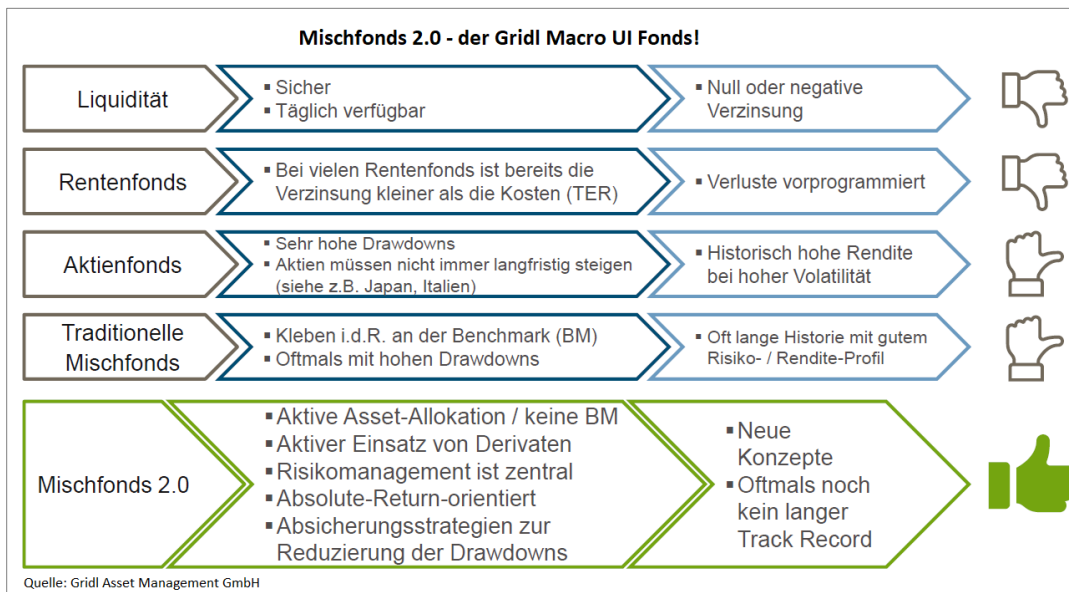 Mischfonds 2.0 - der Gridl Macro UI Fonds!
Liquidität
▪ Sicher
▪ Täglich verfügbar
▪ Null oder negative
Verzinsung
Rentenfonds
▪ Bei vielen Rentenfonds ist bereits die
Verzinsung kleiner als die Kosten (TER)
▪ Verluste vorprogrammiert
Aktienfonds
▪ Sehr hohe Drawdowns
▪ Aktien müssen nicht immer langfristig steigen
(siehe z.B. Japan, Italien)
▪ Historisch hohe Rendite
bei hoher Volatilität
Traditionelle
Mischfonds
▪ Kleben i.d.R. an der Benchmark (BM)
▪ Oftmals mit hohen Drawdowns
▪ Oft lange Historie mit gutem
Risiko- / Rendite-Profil
Mischfonds 2.0
▪ Aktive Asset-Allokation / keine BM
▪ Aktiver Einsatz von Derivaten
▪ Risikomanagement ist zentral
▪ Absolute-Return-orientiert
▪ Absicherungsstrategien zur
Reduzierung der Drawdowns
▪ Neue
Konzepte
▪ Oftmals noch
kein langer
Track Record
Quelle: Gridl Asset Management GmbH